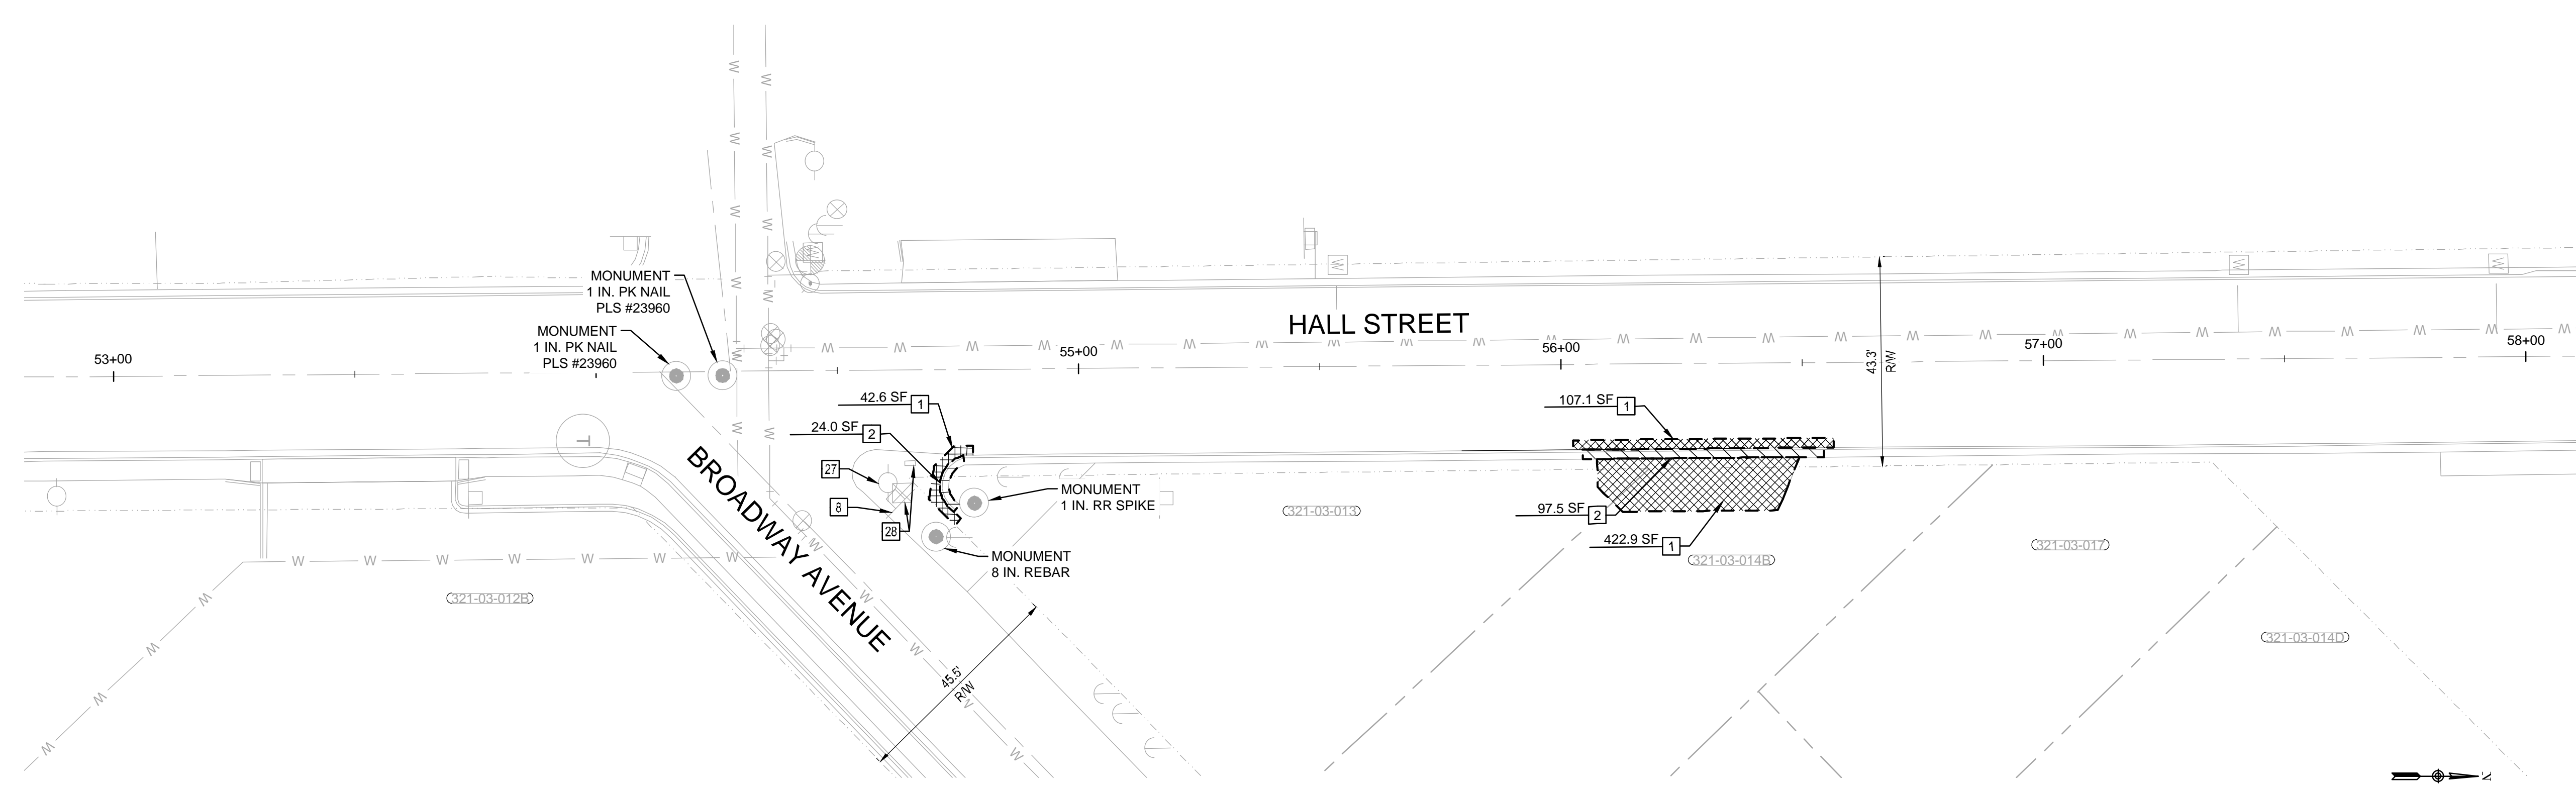 HALL STREET
MONUMENT
1 IN. PK NAIL
PLS #23960
MONUMENT
1 IN. PK NAIL
PLS #23960
53+00
55+00
56+00
57+00
58+00
43.3'
R/W
T
42.6 SF 1
24.0 SF 2
27
8
28
107.1 SF 1
97.5 SF 2
422.9 SF 1
MONUMENT
1 IN. RR SPIKE
MONUMENT
8 IN. REBAR
BROADWAY AVENUE
45.5'
R/W
321-03-012B
321-03-013
321-03-014B
321-03-017
321-03-014D
W W W W W W W
N